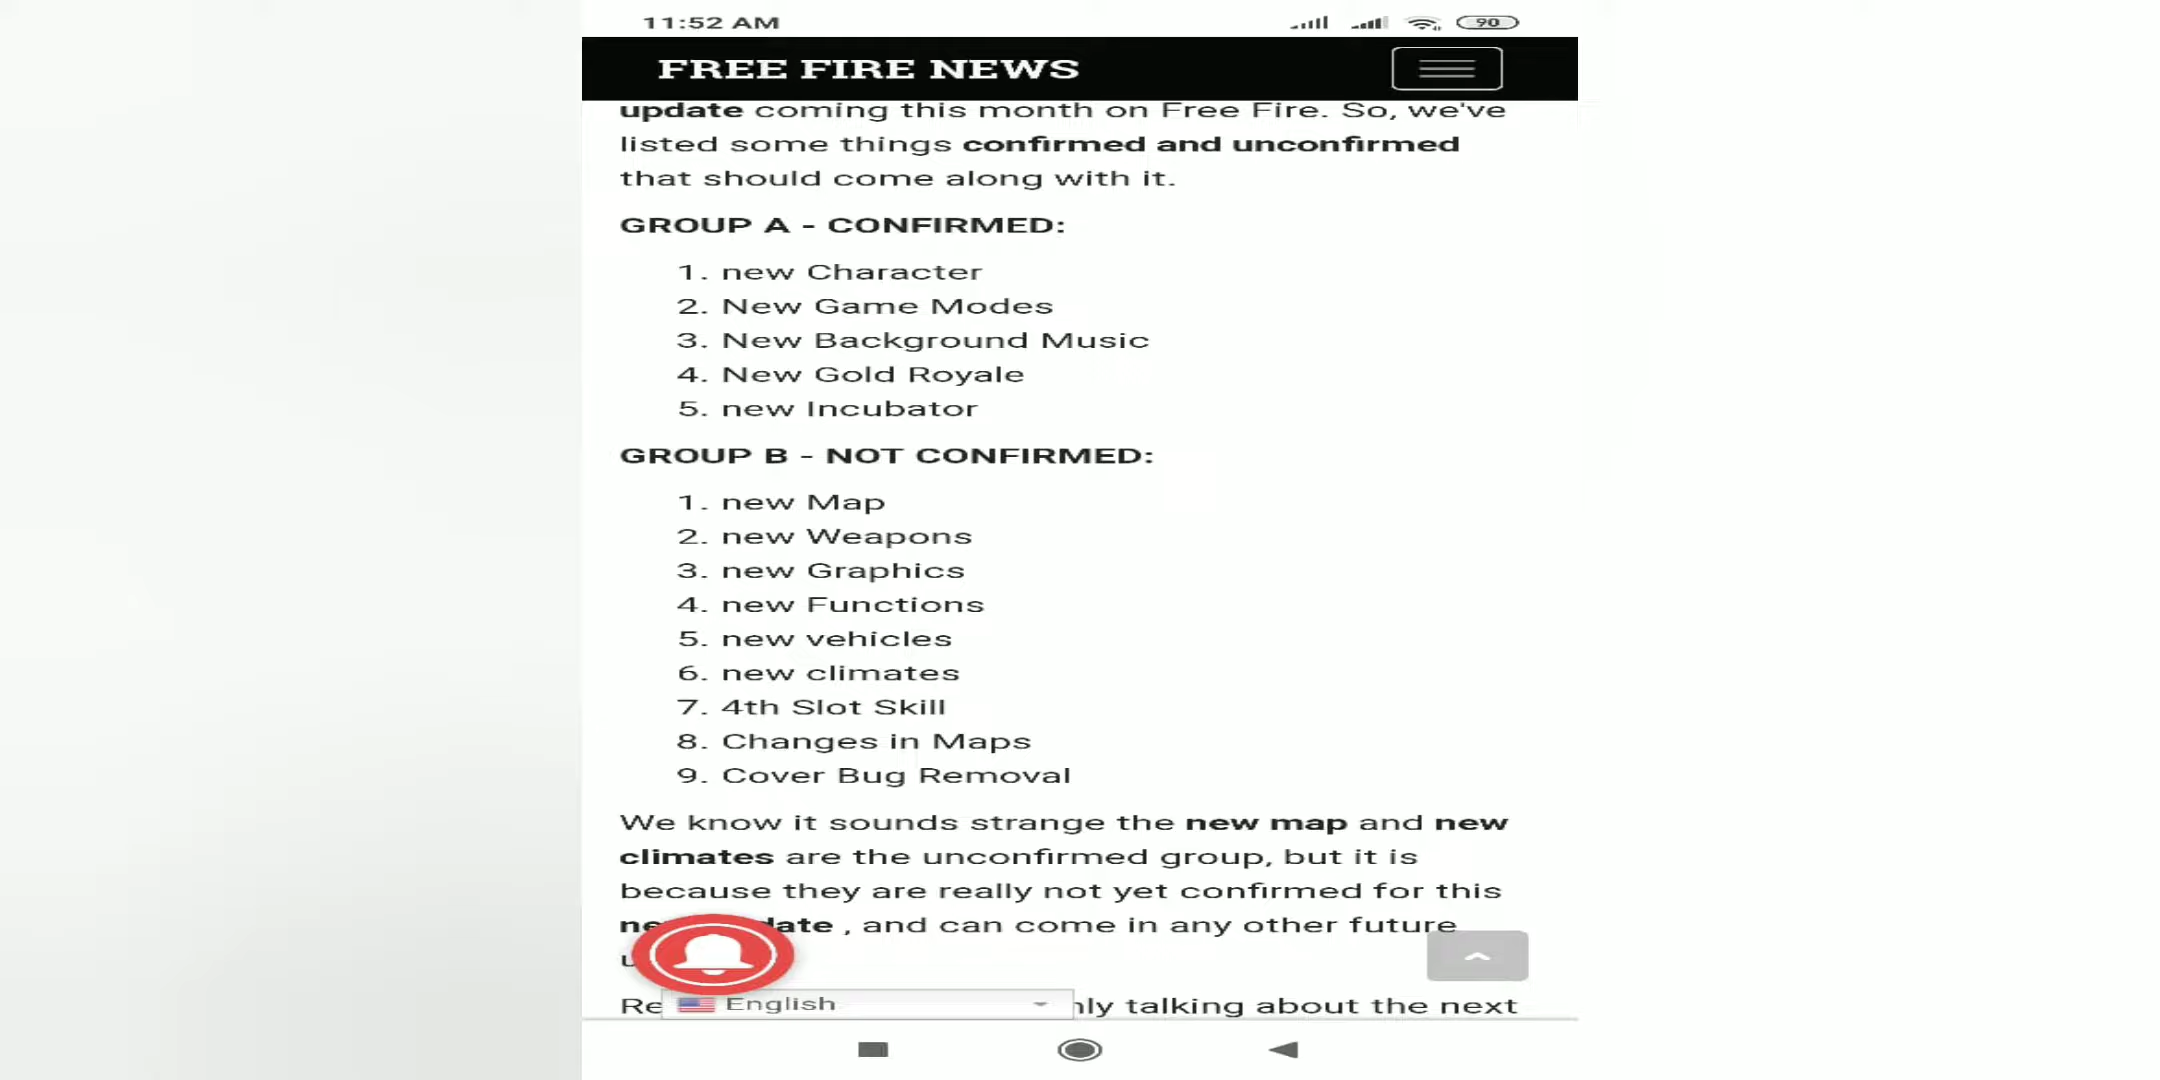 11:52 AM
90
FREE FIRE NEWS
update coming this month on Free Fire. So, we've
listed some things confirmed and unconfirmed
that should come along with it.
GROUP A - CONFIRMED:
1. new Character
2. New Game Modes
3. New Background Music
4. New Gold Royale
5. new Incubator
GROUP B - NOT CONFIRMED:
1. new Map
2. new Weapons
3. new Graphics
4. new Functions
5. new vehicles
6. new climates
7. 4th Slot Skill
8. Changes in Maps
9. Cover Bug Removal
We know it sounds strange the new map and new
climates are the unconfirmed group, but it is
because they are really not yet confirmed for this
, and can come in any other future
English
talking about the next